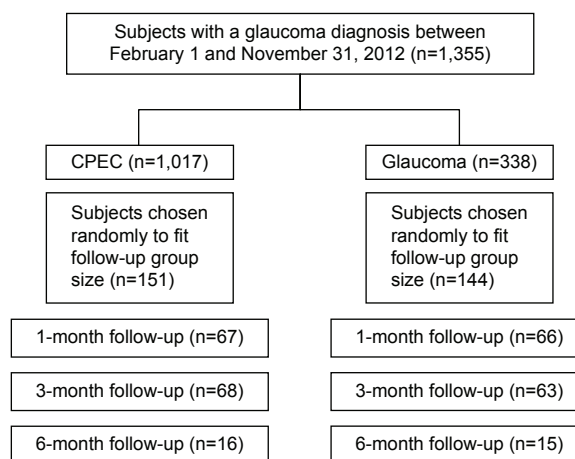 Subjects with a glaucoma diagnosis between
February 1 and November 31, 2012 (n=1,355)
CPEC (n=1,017)
Glaucoma (n=338)
Subjects chosen
randomly to fit
follow-up group
size (n=151)
Subjects chosen
randomly to fit
follow-up group
size (n=144)
1-month follow-up (n=67)
1-month follow-up (n=66)
3-month follow-up (n=68)
3-month follow-up (n=63)
6-month follow-up (n=16)
6-month follow-up (n=15)